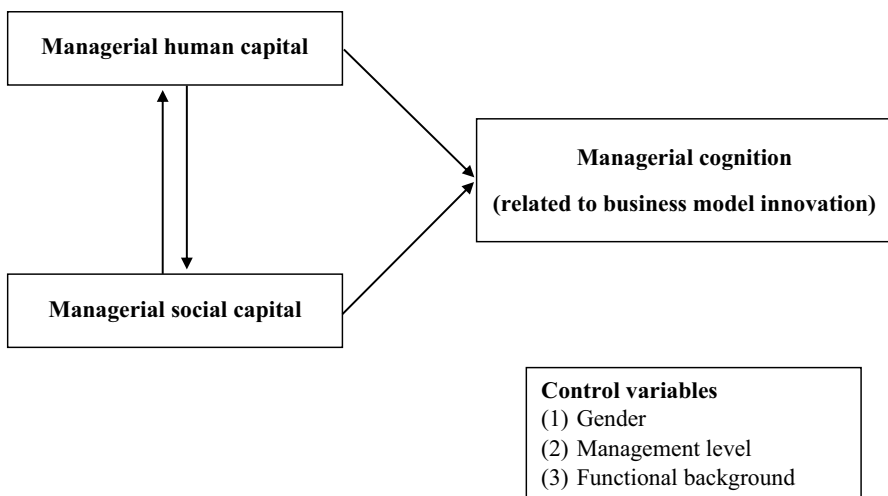 Managerial human capital
Managerial cognition
(related to business model innovation)
Managerial social capital
Control variables
(1) Gender
(2) Management level
(3) Functional background